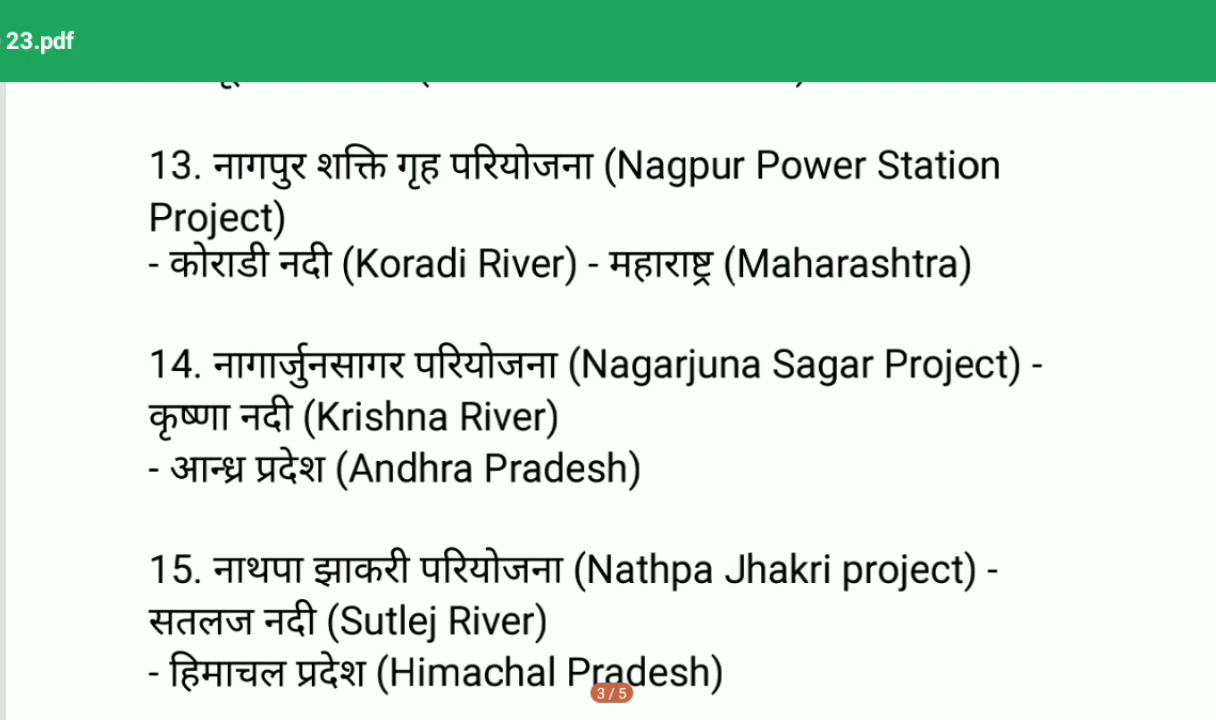 23.pdf
13. नागपुर शक्ति गृह परियोजना (Nagpur Power Station
Project)
- कोराडी नदी (Koradi River) - महाराष्ट्र (Maharashtra)
14. नागार्जुनसागर परियोजना (Nagarjuna Sagar Project) -
कृष्णा नदी (Krishna River)
- आन्ध्र प्रदेश (Andhra Pradesh)
15. नाथपा झाकरी परियोजना (Nathpa Jhakri project) -
सतलज नदी (Sutlej River)
- हिमाचल प्रदेश (Himachal Pradesh)
3 / 5